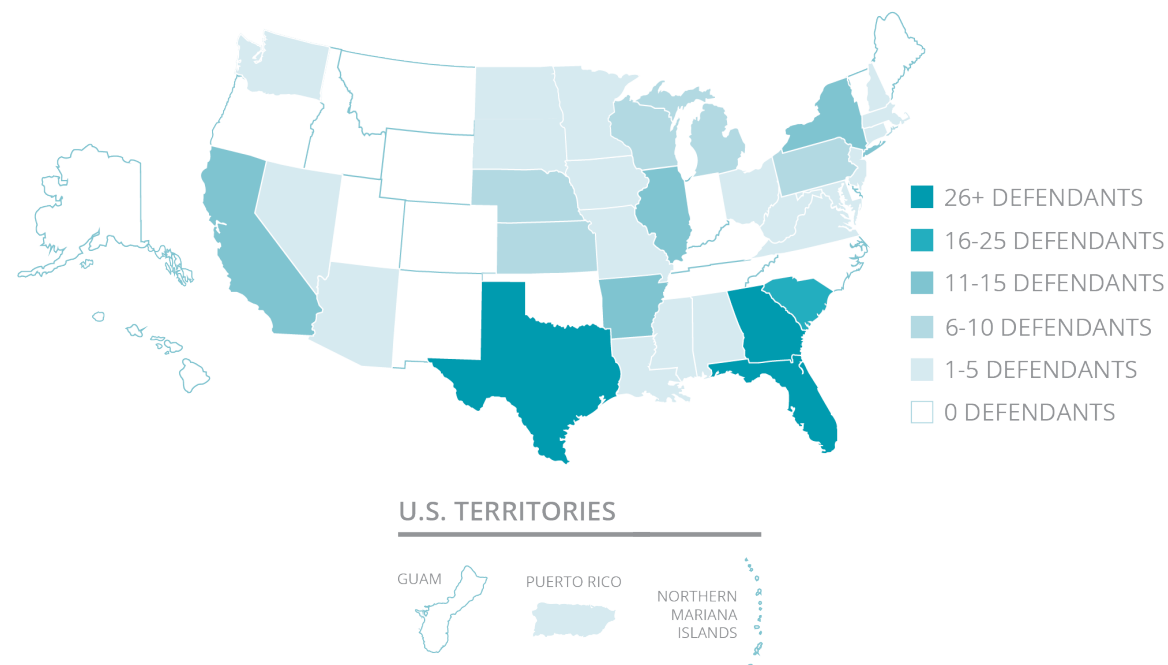 26+ DEFENDANTS
16-25 DEFENDANTS
11-15 DEFENDANTS
6-10 DEFENDANTS
1-5 DEFENDANTS
0 DEFENDANTS
U.S. TERRITORIES
GUAM
PUERTO RICO
NORTHERN
MARIANA
ISLANDS